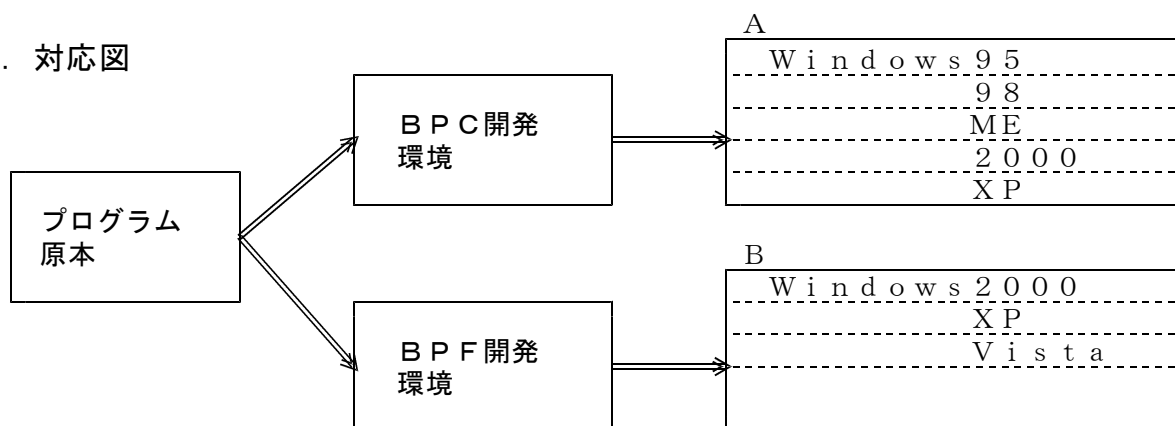 . 対応図
プログラム
原本
ＢＰＣ開発
環境
Ａ
Ｗｉｎｄｏｗｓ９５
９８
ＭＥ
２０００
ＸＰ
ＢＰＦ開発
環境
Ｂ
Ｗｉｎｄｏｗｓ２０００
ＸＰ
Ｖｉｓｔａ